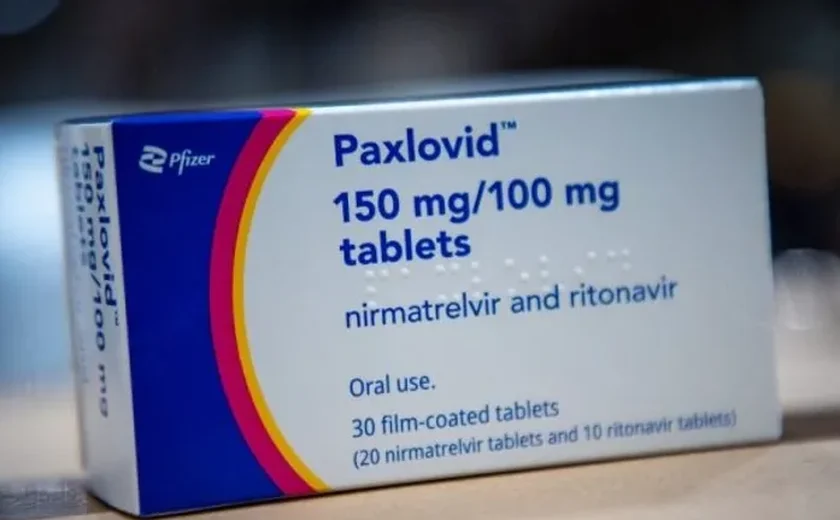 Pfizer
Paxlovid™
150 mg/100 mg
tablets
nirmatrelvir and ritonavir
Oral use.
30 film-coated tablets
(20 nirmatrelvir tablets and 10 ritonavir tablets)
Paxlovid™
150 mg/100 mg
tablets